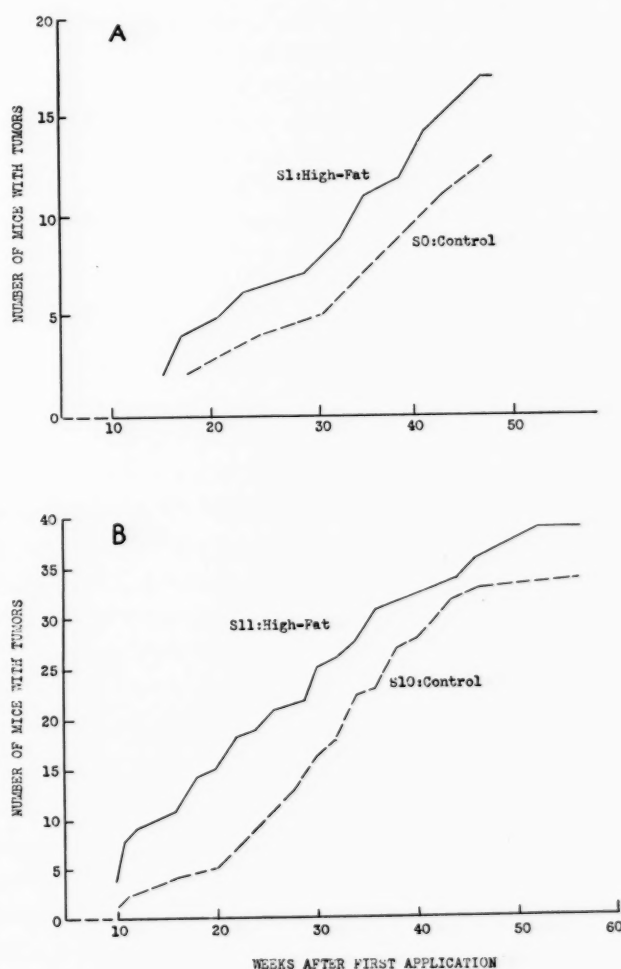 A
NUMBER OF MICE WITH TUMORS
20
15
10
5
0
S1:High-Fat
S0:Control
10 20 30 40 50
B
NUMBER OF MICE WITH TUMORS
40
35
30
25
20
15
10
5
0
S11:High-Fat
S10:Control
10 20 30 40 50 60
WEEKS AFTER FIRST APPLICATION